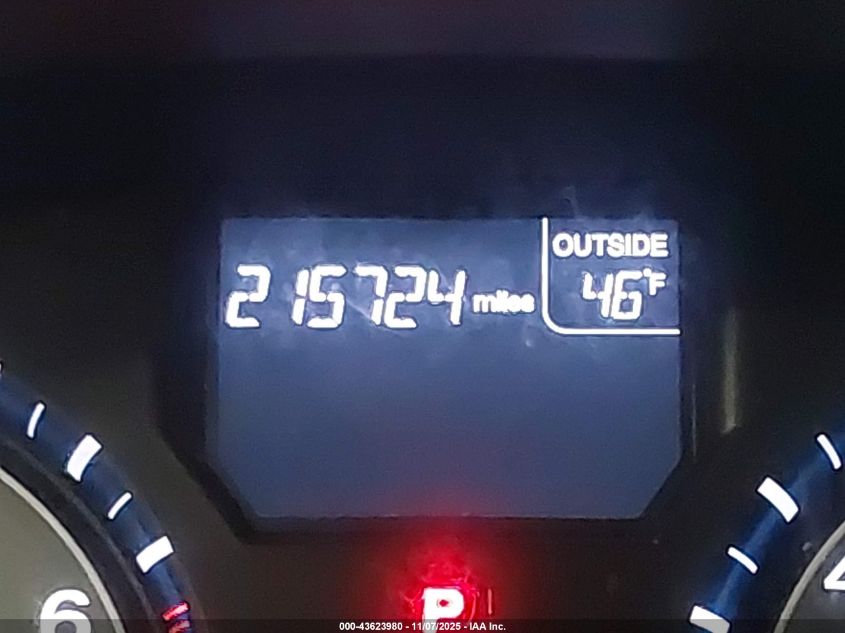 OUTSIDE
215724 miles
46°F
6
P
000-43623980 - 11/07/2025 - IAA Inc.